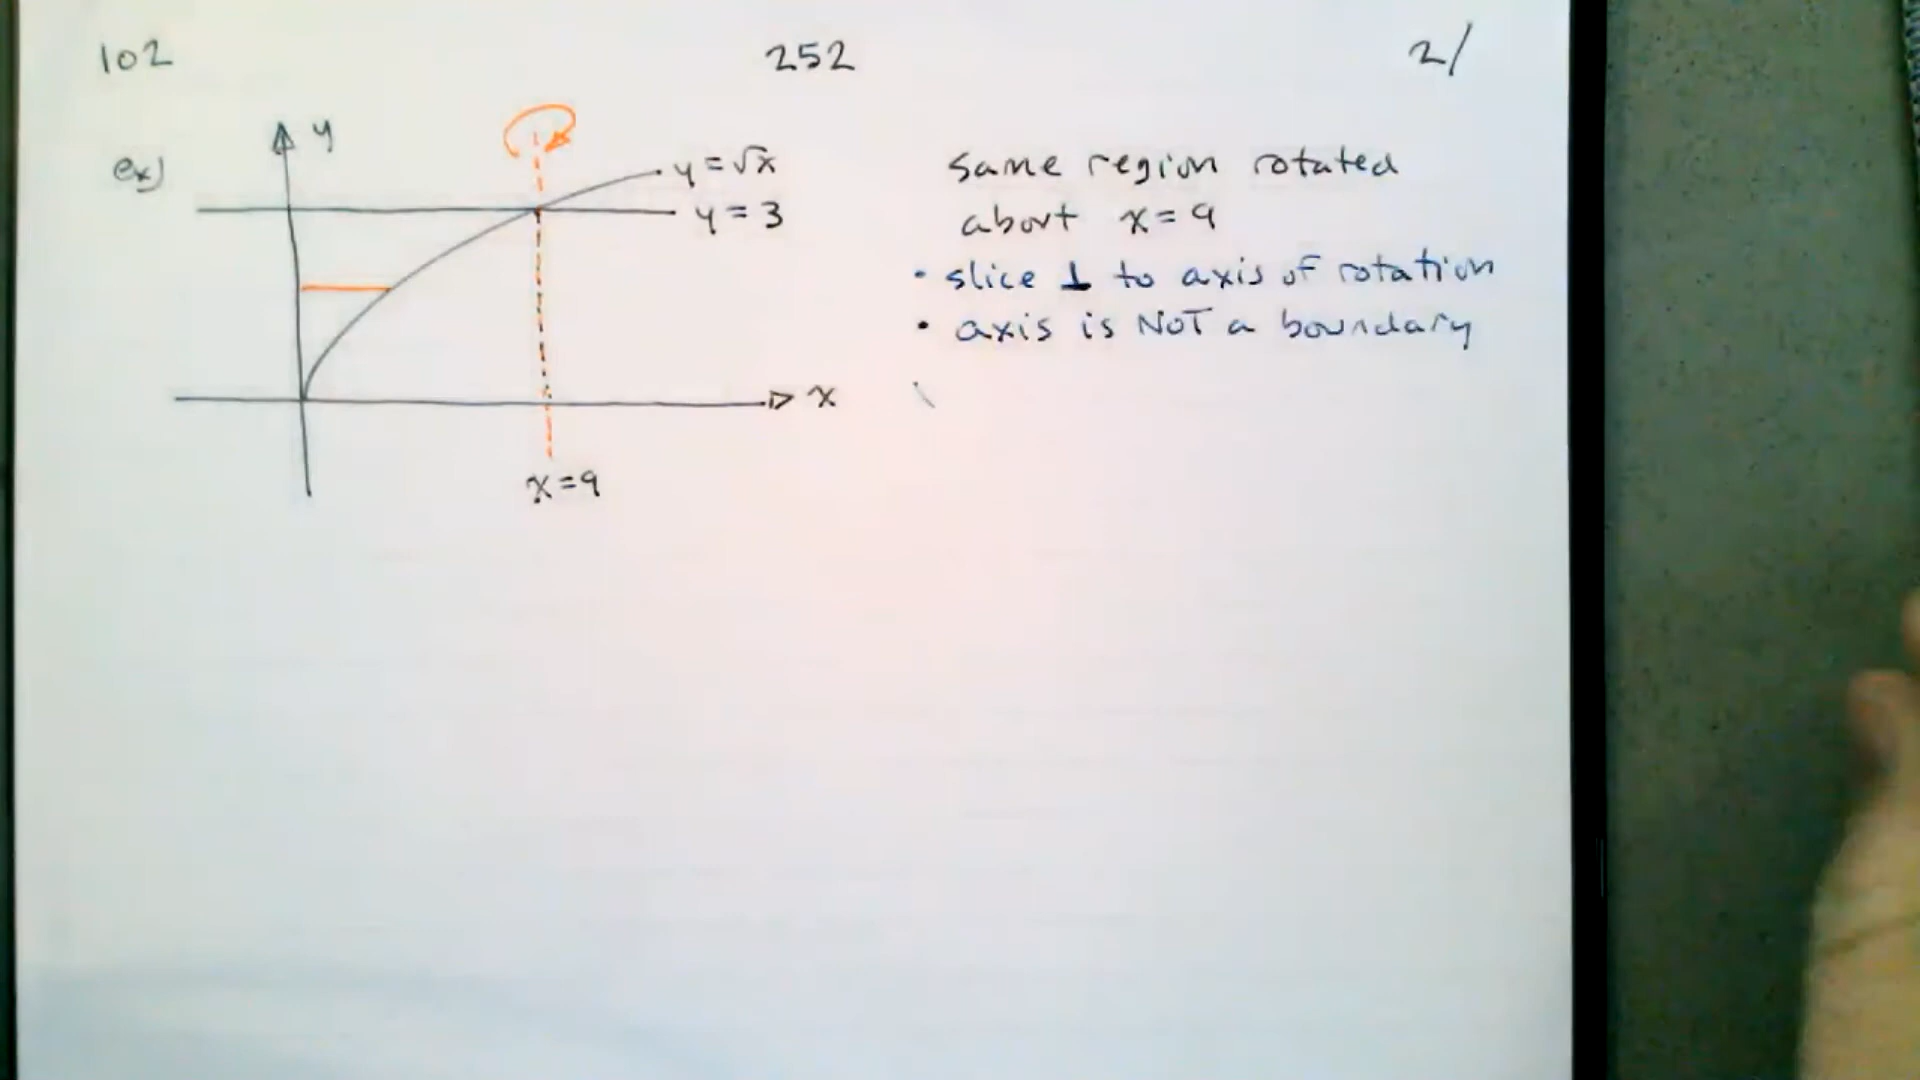 102 252 2/
ex)
y
y = √x
y = 3
x
x = 9
same region rotated
about x = 9
• slice ⊥ to axis of rotation
• axis is NOT a boundary